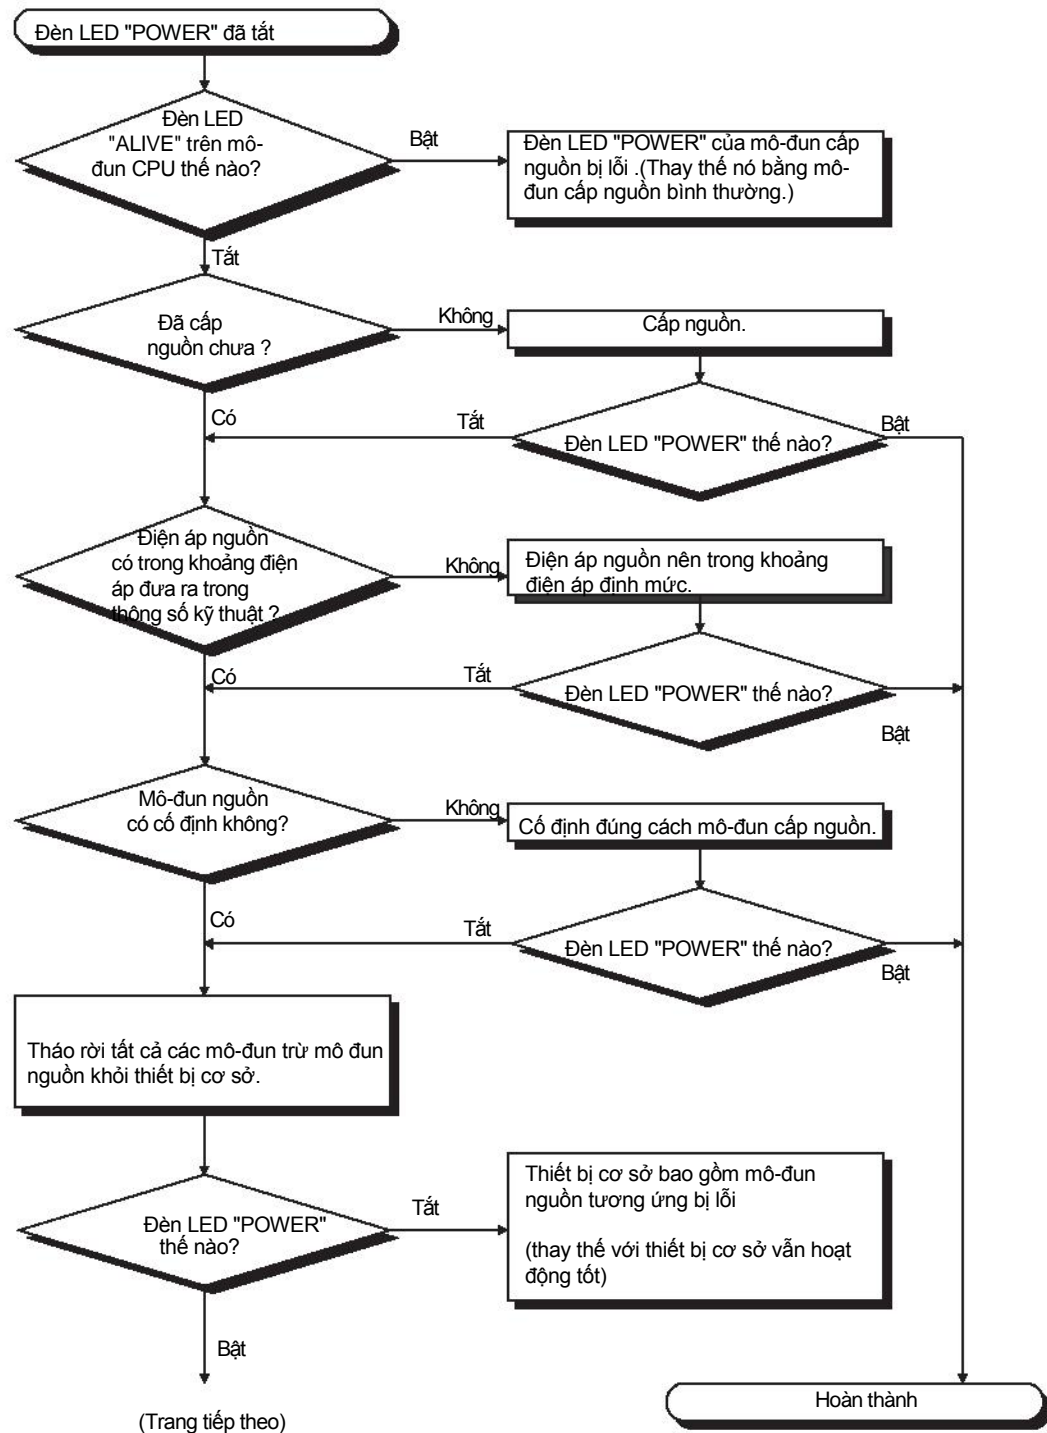 Đèn LED "POWER" đã tắt
Đèn LED
"ALIVE" trên mô-
đun CPU thế nào?
Bật
Đèn LED "POWER" của mô-đun cấp
nguồn bị lỗi .(Thay thế nó bằng mô-
đun cấp nguồn bình thường.)
Tắt
Đã cấp
nguồn chưa ?
Không
Cấp nguồn.
Có
Tắt
Đèn LED "POWER" thế nào?
Bật
Điện áp nguồn
có trong khoảng điện
áp đưa ra trong
thông số kỹ thuật ?
Không
Điện áp nguồn nên trong khoảng
điện áp định mức.
Có
Tắt
Đèn LED "POWER" thế nào?
Bật
Mô-đun nguồn
có cố định không?
Không
Cố định đúng cách mô-đun cấp nguồn.
Có
Tắt
Đèn LED "POWER" thế nào?
Bật
Tháo rời tất cả các mô-đun trừ mô đun
nguồn khỏi thiết bị cơ sở.
Đèn LED "POWER"
thế nào?
Tắt
Thiết bị cơ sở bao gồm mô-đun
nguồn tương ứng bị lỗi
(thay thế với thiết bị cơ sở vẫn hoạt
động tốt)
Bật
(Trang tiếp theo)
Hoàn thành